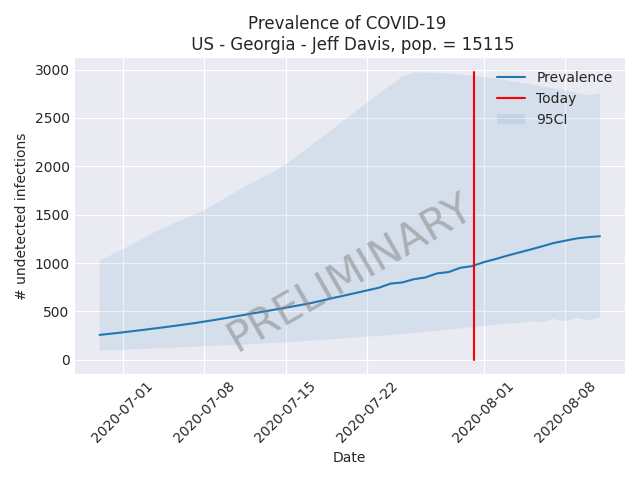 Prevalence of COVID-19
US - Georgia - Jeff Davis, pop. = 15115
# undetected infections
3000
2500
2000
1500
1000
500
0
Prevalence
Today
95CI
PRELIMINARY
2020-07-01
2020-07-08
2020-07-15
2020-07-22
2020-08-01
2020-08-08
Date